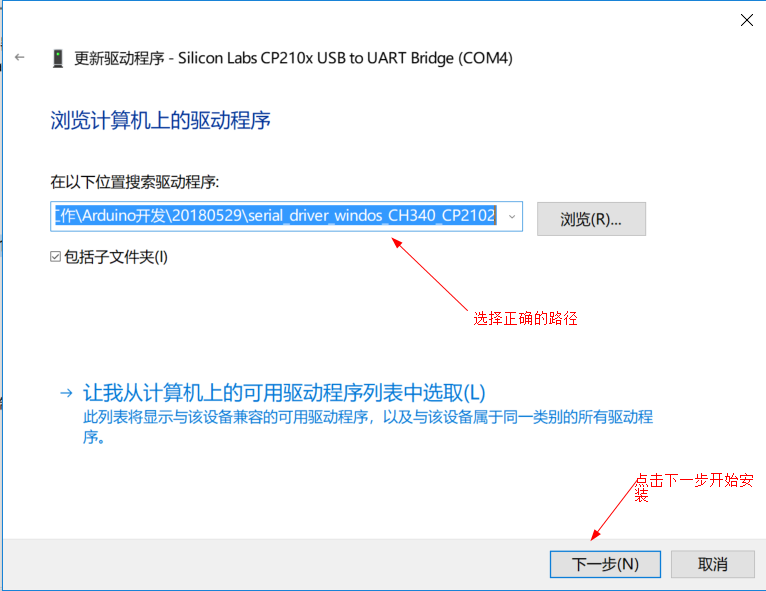 更新驱动程序 - Silicon Labs CP210x USB to UART Bridge (COM4)
浏览计算机上的驱动程序
在以下位置搜索驱动程序:
作\Arduino开发\20180529\serial_driver_windos_CH340_CP2102
浏览(R)...
包括子文件夹(I)
选择正确的路径
让我从计算机上的可用驱动程序列表中选取(L)
此列表将显示与该设备兼容的可用驱动程序，以及与该设备属于同一类别的所有驱动程
序。
点击下一步开始安
装
下一步(N)
取消